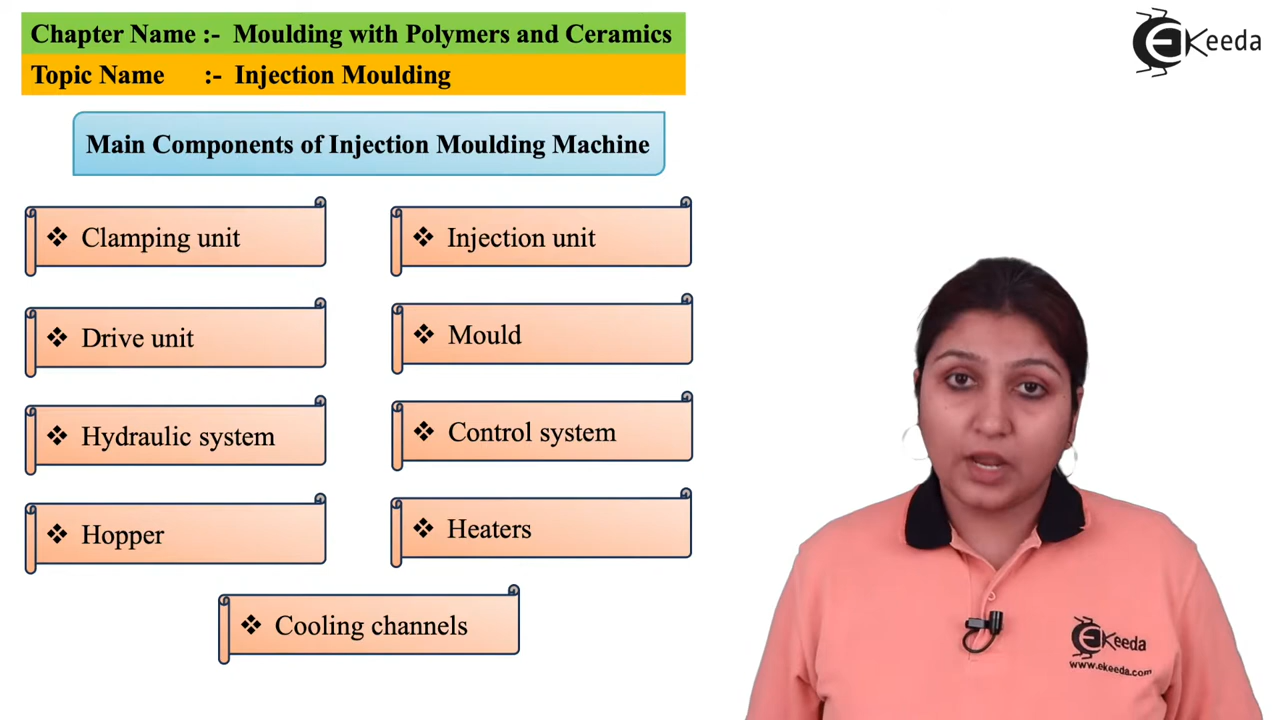 Chapter Name :- Moulding with Polymers and Ceramics
Topic Name :- Injection Moulding
EKeeda
Main Components of Injection Moulding Machine
❖ Clamping unit
❖ Injection unit
❖ Drive unit
❖ Mould
❖ Hydraulic system
❖ Control system
❖ Hopper
❖ Heaters
❖ Cooling channels
EKeeda
www.ekeeda.com